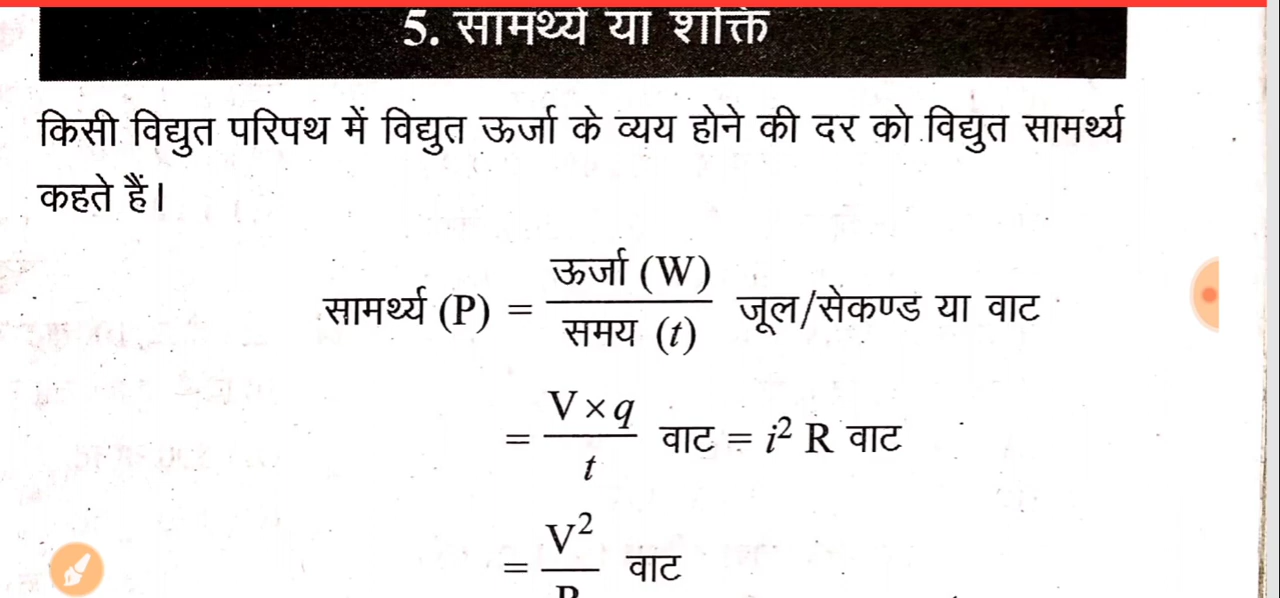 5. सामर्थ्य या शक्ति
किसी विद्युत परिपथ में विद्युत ऊर्जा के व्यय होने की दर को विद्युत सामर्थ्य
कहते हैं।
सामर्थ्य (P) = ऊर्जा (W) / समय (t) जूल/सेकण्ड या वाट
= V × q / t वाट = i² R वाट
= V² / R वाट